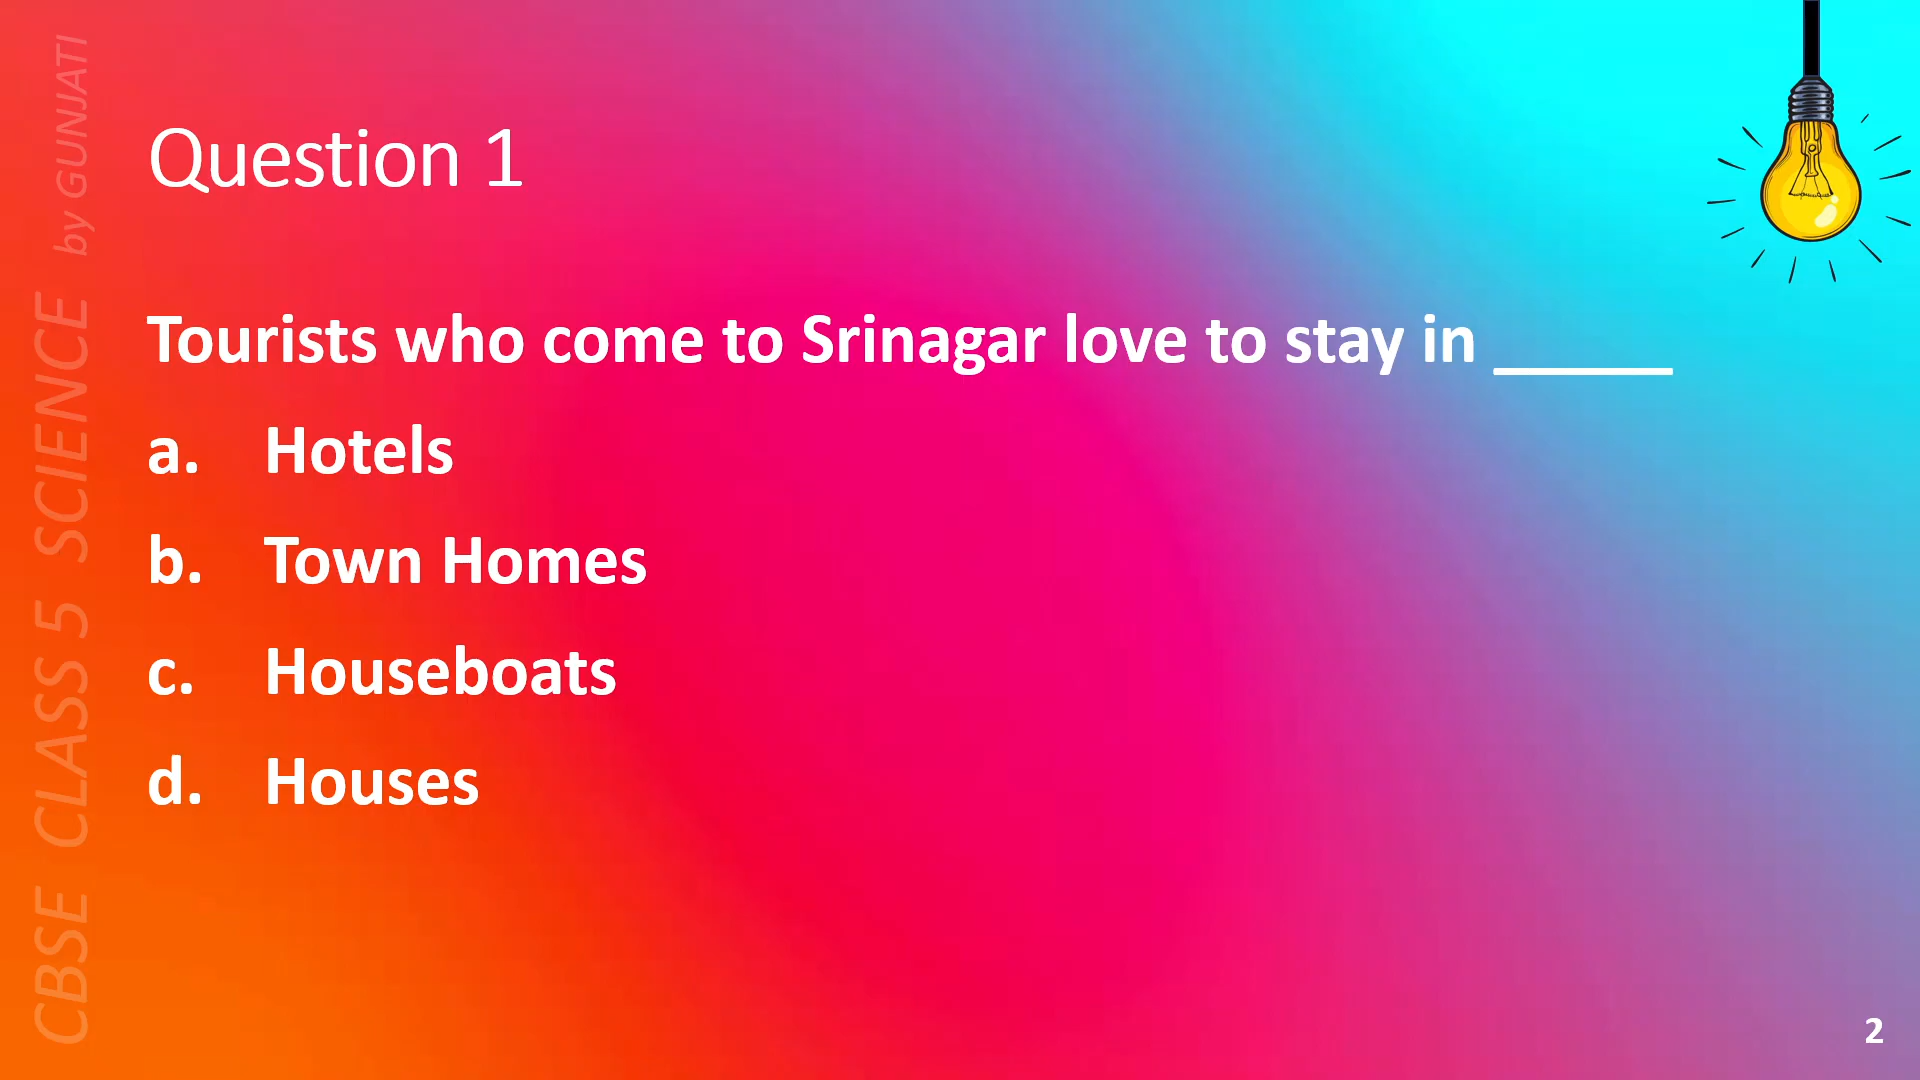 Question 1
Tourists who come to Srinagar love to stay in ______
a. Hotels
b. Town Homes
c. Houseboats
d. Houses
CBSE CLASS 5 SCIENCE by GUNJATI
2